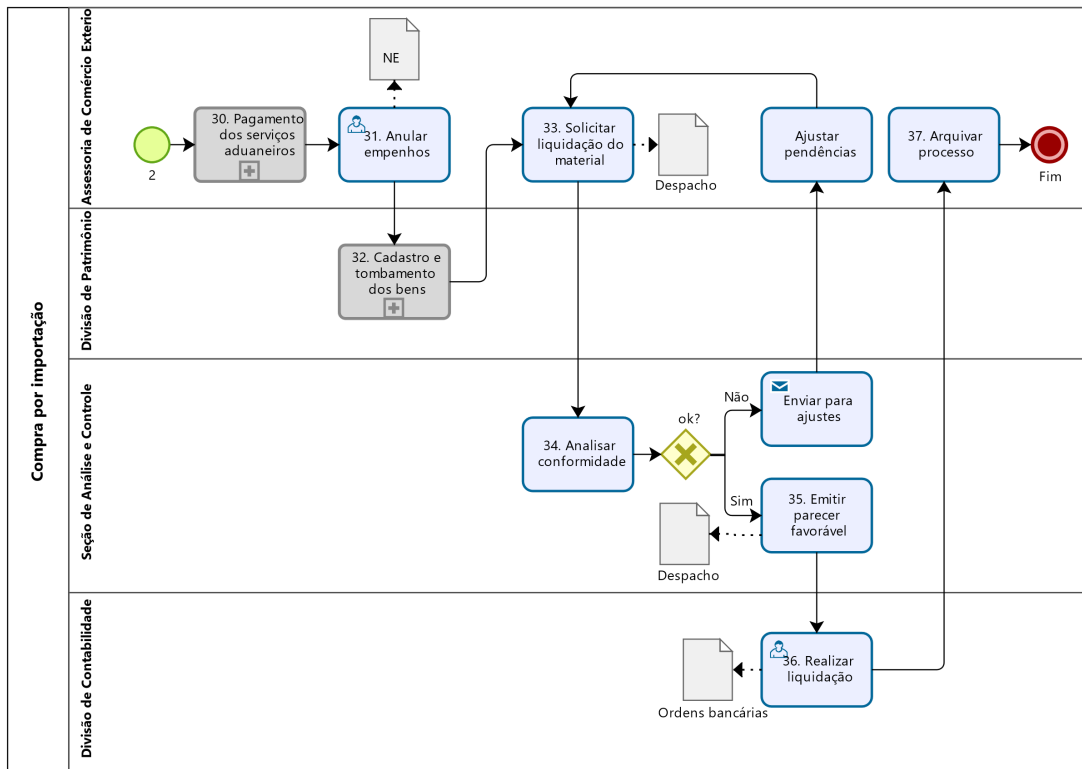 Compra por importação
Assessoria de Comércio Exterio
2
30. Pagamento
dos serviços
aduaneiros
NE
31. Anular
empenhos
33. Solicitar
liquidação do
material
Despacho
Ajustar
pendências
37. Arquivar
processo
Fim
Divisão de Patrimônio
32. Cadastro e
tombamento
dos bens
Seção de Análise e Controle
34. Analisar
conformidade
ok?
Não
Enviar para
ajustes
Sim
35. Emitir
parecer
favorável
Despacho
Divisão de Contabilidade
36. Realizar
liquidação
Ordens bancárias